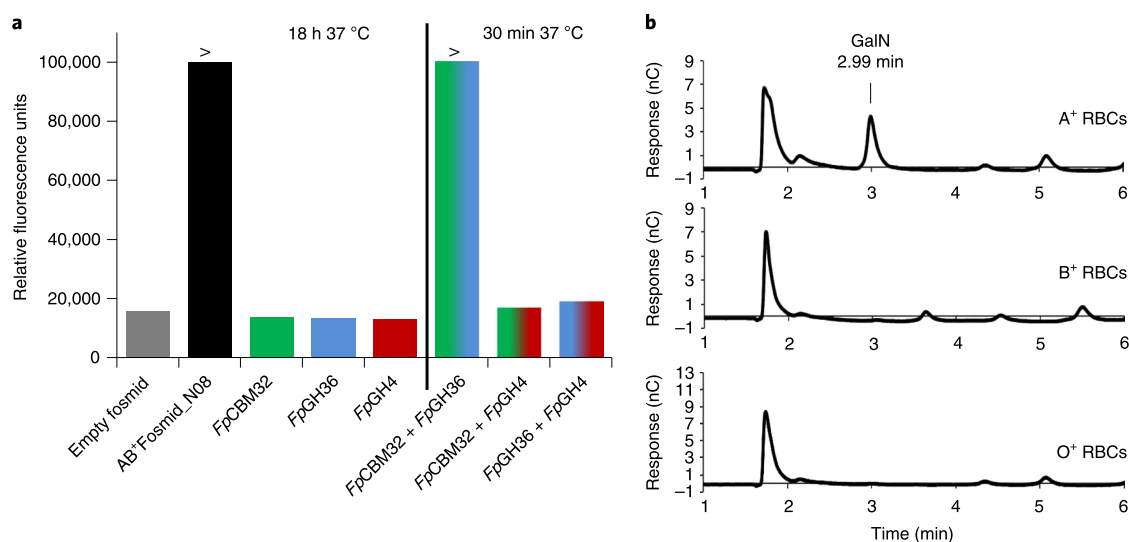 a
18 h 37 °C
30 min 37 °C
>
>
Relative fluorescence units
100,000
80,000
60,000
40,000
20,000
0
Empty fosmid
AB⁺Fosmid_N08
FpCBM32
FpGH36
FpGH4
FpCBM32 + FpGH36
FpCBM32 + FpGH4
FpGH36 + FpGH4
b
GalN
2.99 min
Response (nC)
9
7
5
3
1
–1
A⁺ RBCs
1 2 3 4 5 6
Response (nC)
9
7
5
3
1
–1
B⁺ RBCs
1 2 3 4 5 6
Response (nC)
13
11
9
7
5
3
1
–1
O⁺ RBCs
1 2 3 4 5 6
Time (min)